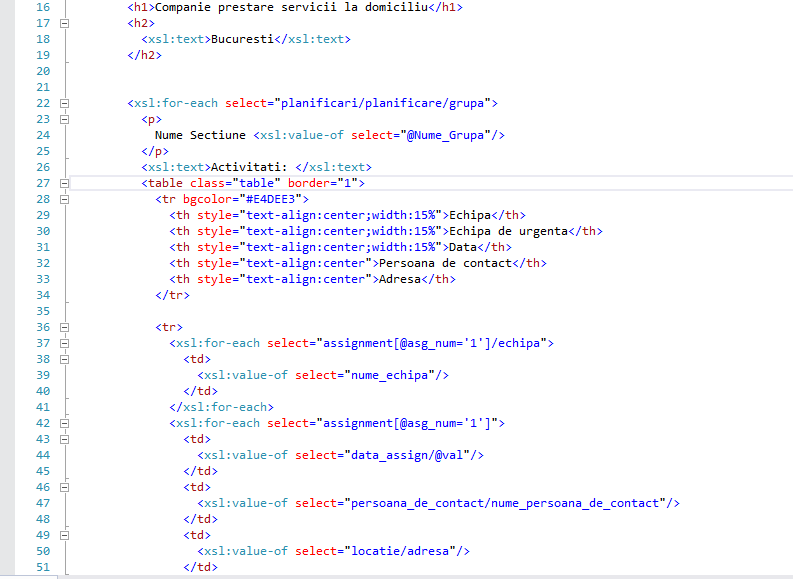 16 <h1>Companie prestare servicii la domiciliu</h1>
17 <h2>
18 <xsl:text>Bucuresti</xsl:text>
19 </h2>
20
21
22 <xsl:for-each select="planificari/planificare/grupa">
23 <p>
24 Nume Sectiune <xsl:value-of select="@Nume_Grupa"/>
25 </p>
26 <xsl:text>Activitati: </xsl:text>
27 <table class="table" border="1">
28 <tr bgcolor="#E4DEE3">
29 <th style="text-align:center;width:15%">Echipa</th>
30 <th style="text-align:center;width:15%">Echipa de urgenta</th>
31 <th style="text-align:center;width:15%">Data</th>
32 <th style="text-align:center">Persoana de contact</th>
33 <th style="text-align:center">Adresa</th>
34 </tr>
35
36 <tr>
37 <xsl:for-each select="assignment[@asg_num='1']/echipa">
38 <td>
39 <xsl:value-of select="nume_echipa"/>
40 </td>
41 </xsl:for-each>
42 <xsl:for-each select="assignment[@asg_num='1']">
43 <td>
44 <xsl:value-of select="data_assign/@val"/>
45 </td>
46 <td>
47 <xsl:value-of select="persoana_de_contact/nume_persoana_de_contact"/>
48 </td>
49 <td>
50 <xsl:value-of select="locatie/adresa"/>
51 </td>